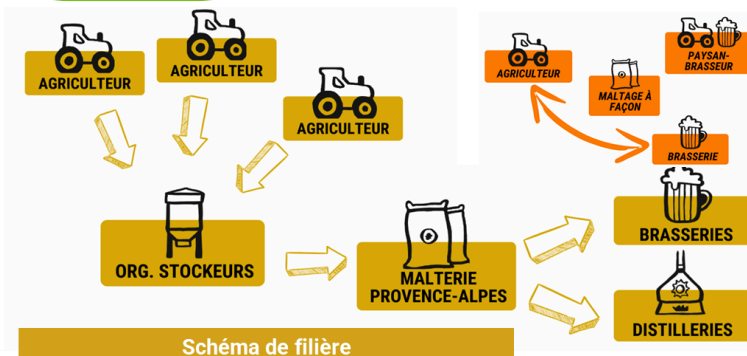 AGRICULTEUR
AGRICULTEUR
AGRICULTEUR
ORG. STOCKEURS
MALTERIE
PROVENCE-ALPES
BRASSERIES
DISTILLERIES
AGRICULTEUR
MALTAGE À
FAÇON
PAYSAN-
BRASSEUR
BRASSERIE
Schéma de filière